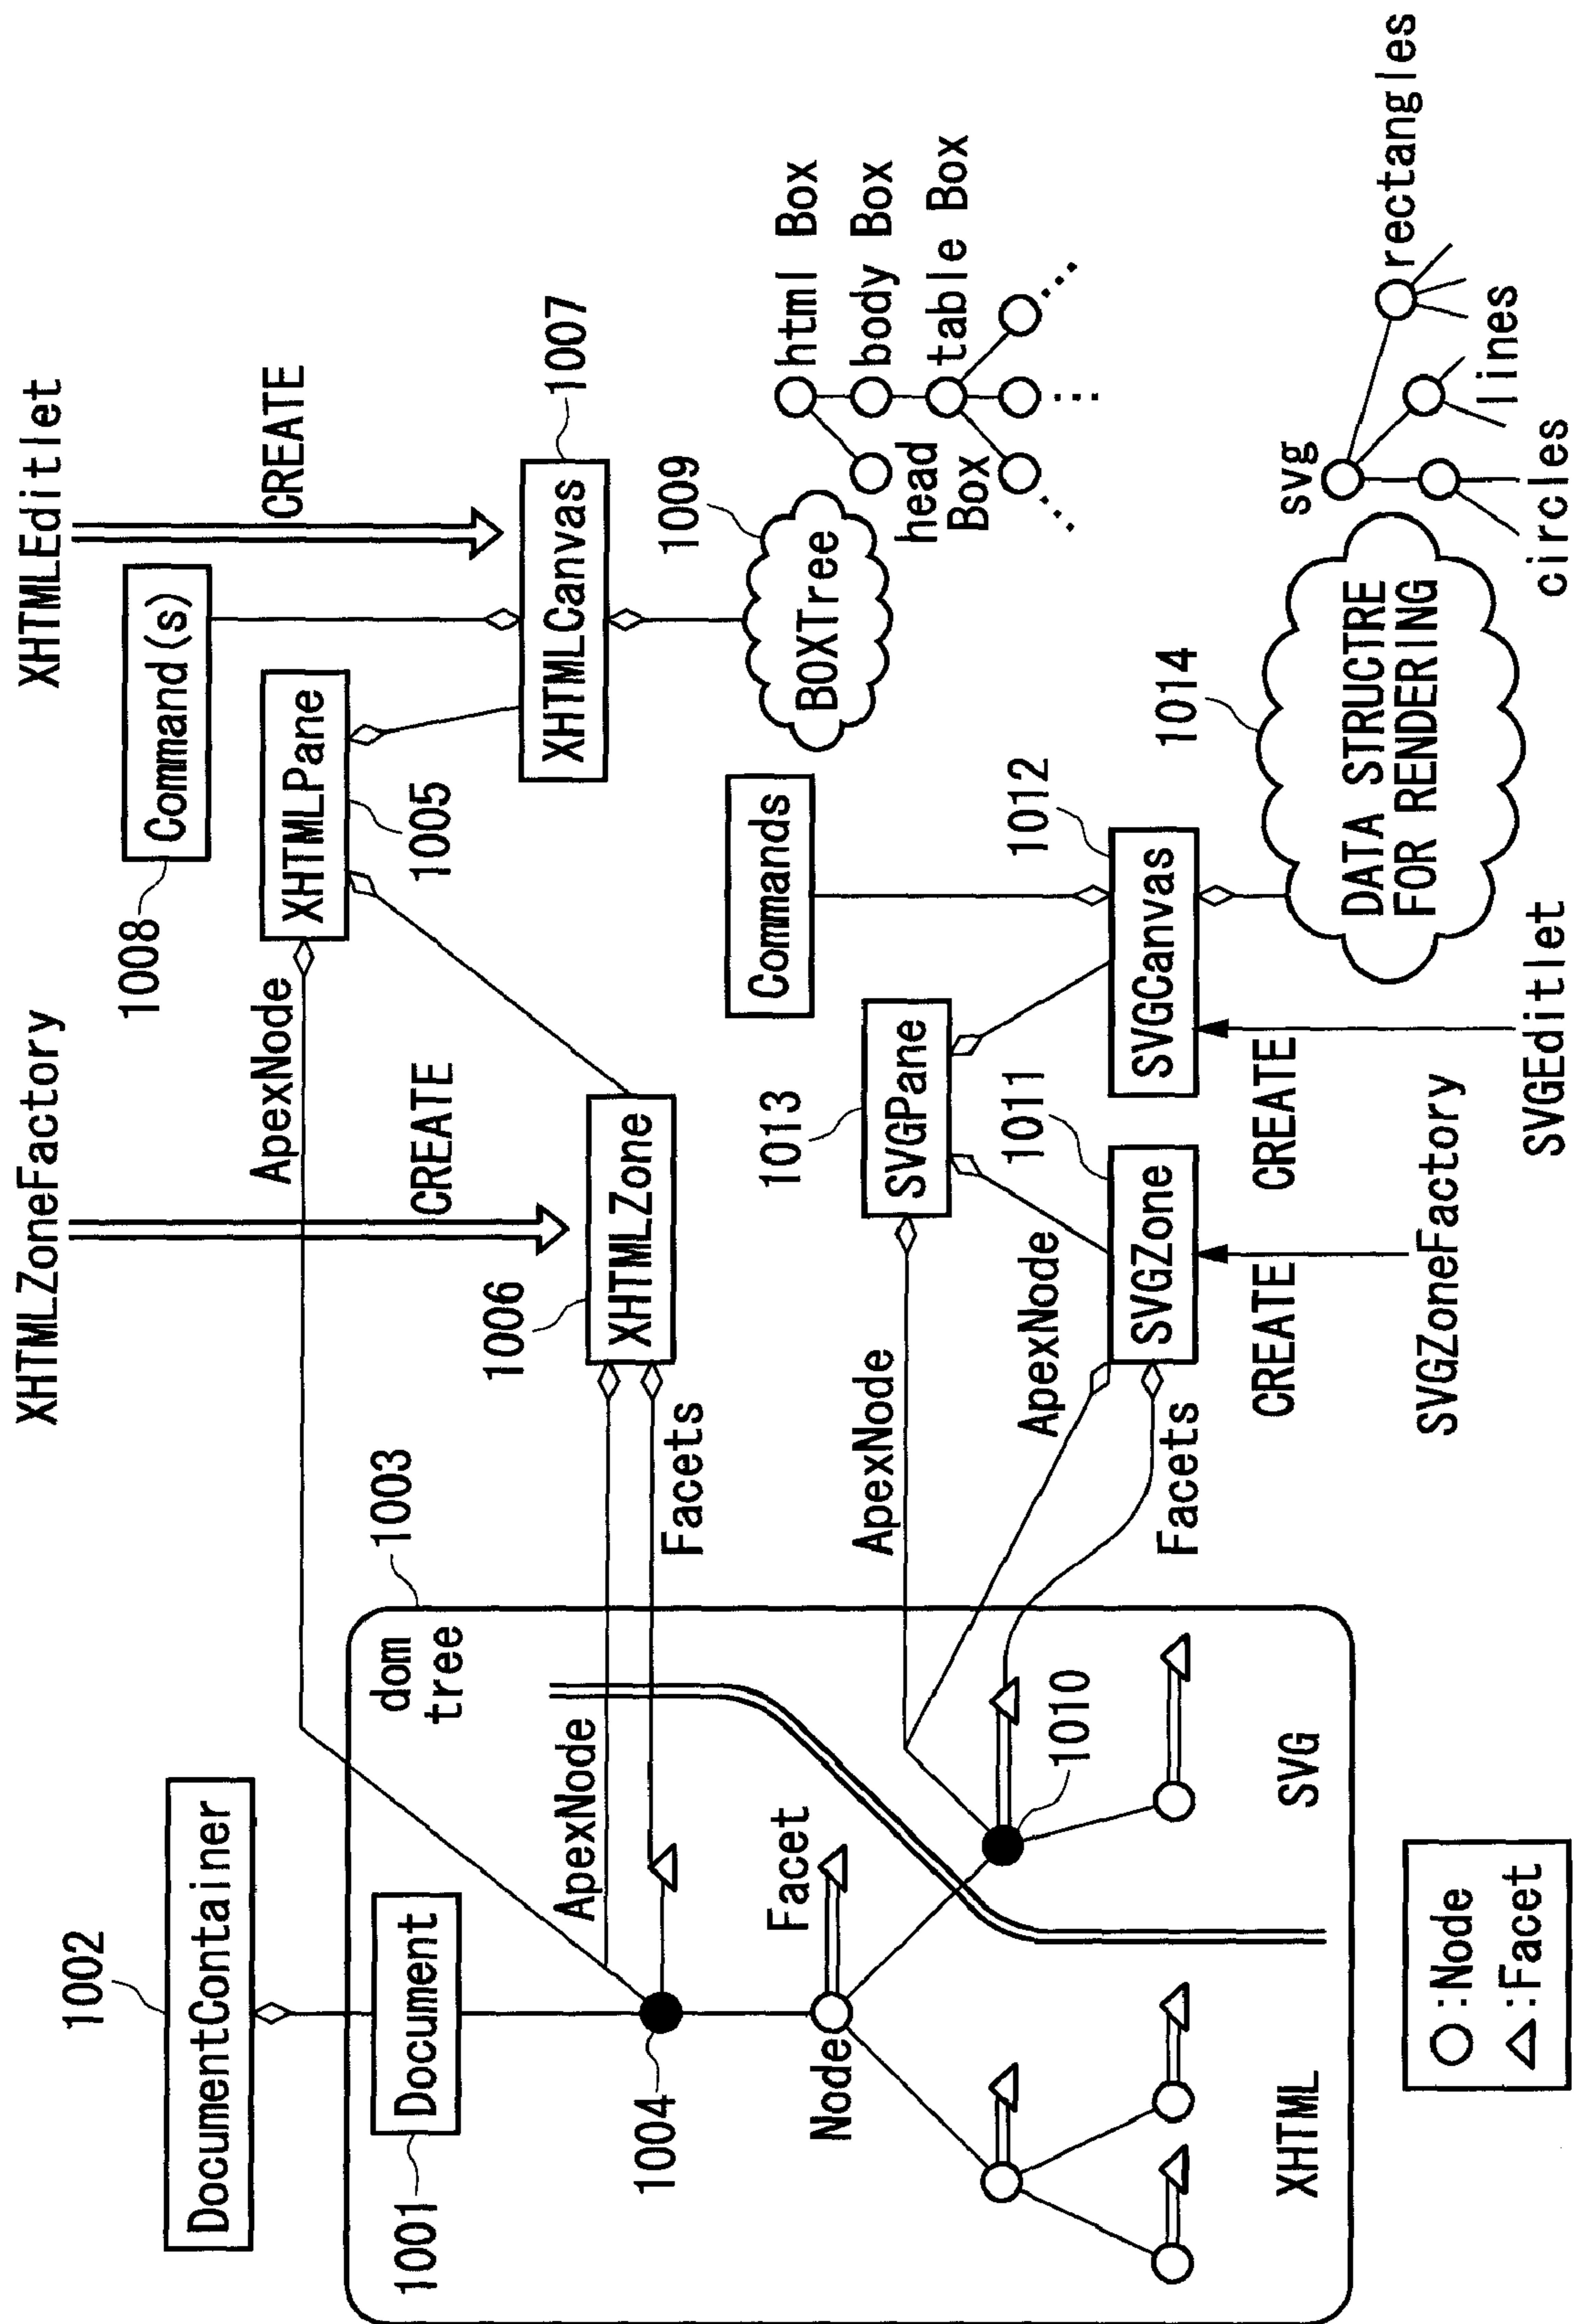 XHTMLZoneFactory
XHTMLEditlet
CREATE
CREATE
1002
DocumentContainer
1008
Command(s)
ApexNode
XHTMLPane
1005
1007
XHTMLCanvas
1009
BOXTree
html Box
body Box
table Box
head
Box
1003
dom
tree
1001
Document
ApexNode
1006
XHTMLZone
Facets
1004
Node
Facet
1010
XHTML
SVG
ApexNode
1013
SVGPane
Commands
ApexNode
1011
SVGZone
Facets
1012
SVGCanvas
1014
DATA STRUCTRE
FOR RENDERING
svg
rectangles
lines
circles
CREATE
CREATE
SVGZoneFactory
SVGEditlet
:Node
:Facet